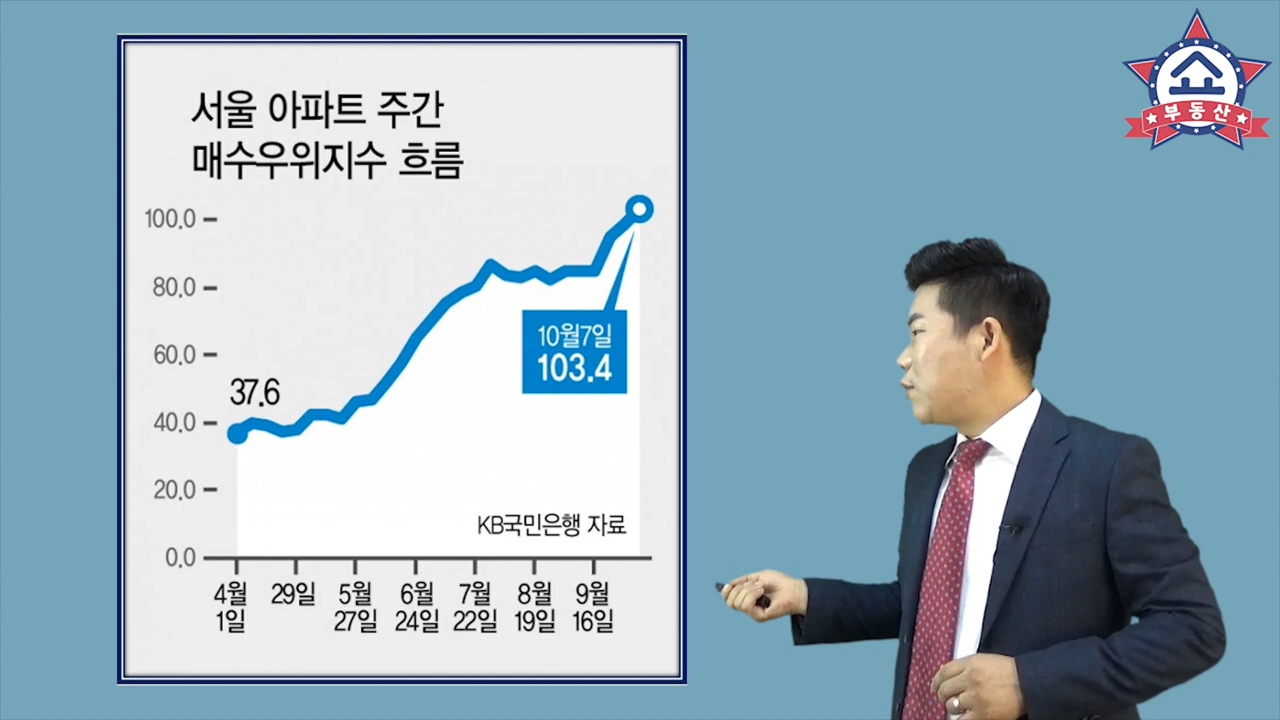 서울 아파트 주간
매수우위지수 흐름
100.0
80.0
60.0
40.0
20.0
0.0
37.6
10월7일
103.4
KB국민은행 자료
4월 29일 5월 6월 7월 8월 9월
1일 27일 24일 22일 19일 16일
부동산